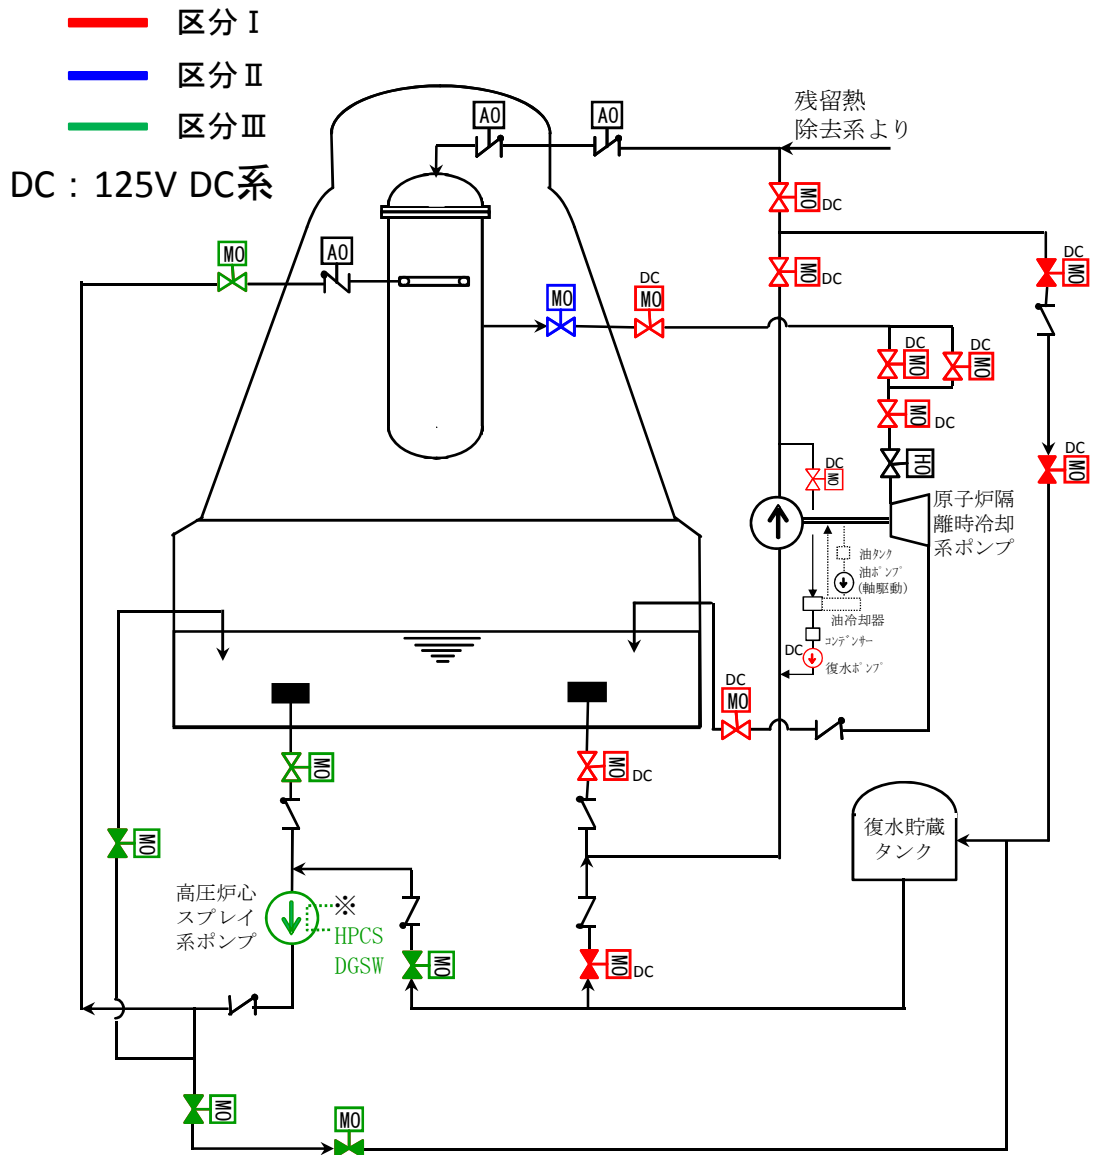 区分Ⅰ
区分Ⅱ
区分Ⅲ
DC：125V DC系
AO
AO
残留熱
除去系より
MO
DC
MO
AO
MO
DC
DC
MO
MO
DC
MO
DC
MO
DC
MO
MO
DC
HO
DC
MO
DC
MO
原子炉隔
離時冷却
系ポンプ
油タンク
油ポンプ
(軸駆動)
油冷却器
コンデンサー
DC
復水ポンプ
DC
MO
MO
MO
DC
MO
復水貯蔵
タンク
高圧炉心
スプレイ
系ポンプ
※
HPCS
DGSW
MO
MO
DC
MO
MO